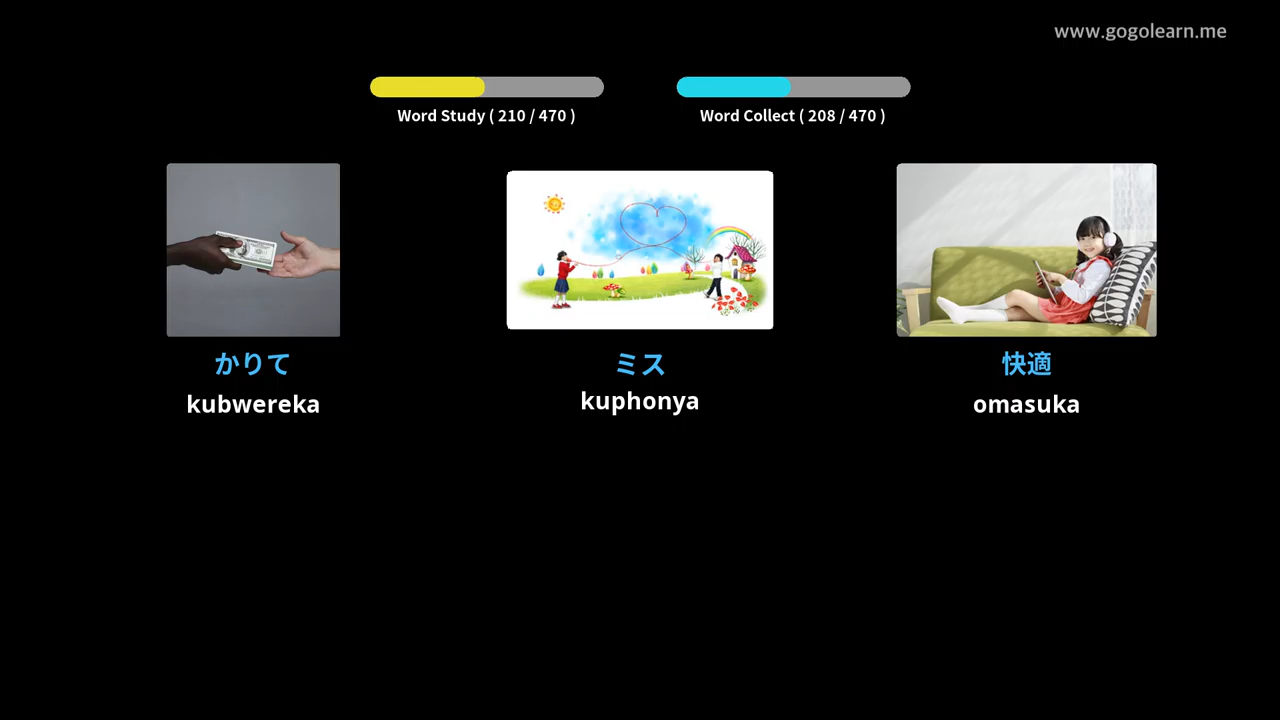 www.gogolearn.me
Word Study ( 210 / 470 )
Word Collect ( 208 / 470 )
かりて
kubwereka
ミス
kuphonya
快適
omasuka